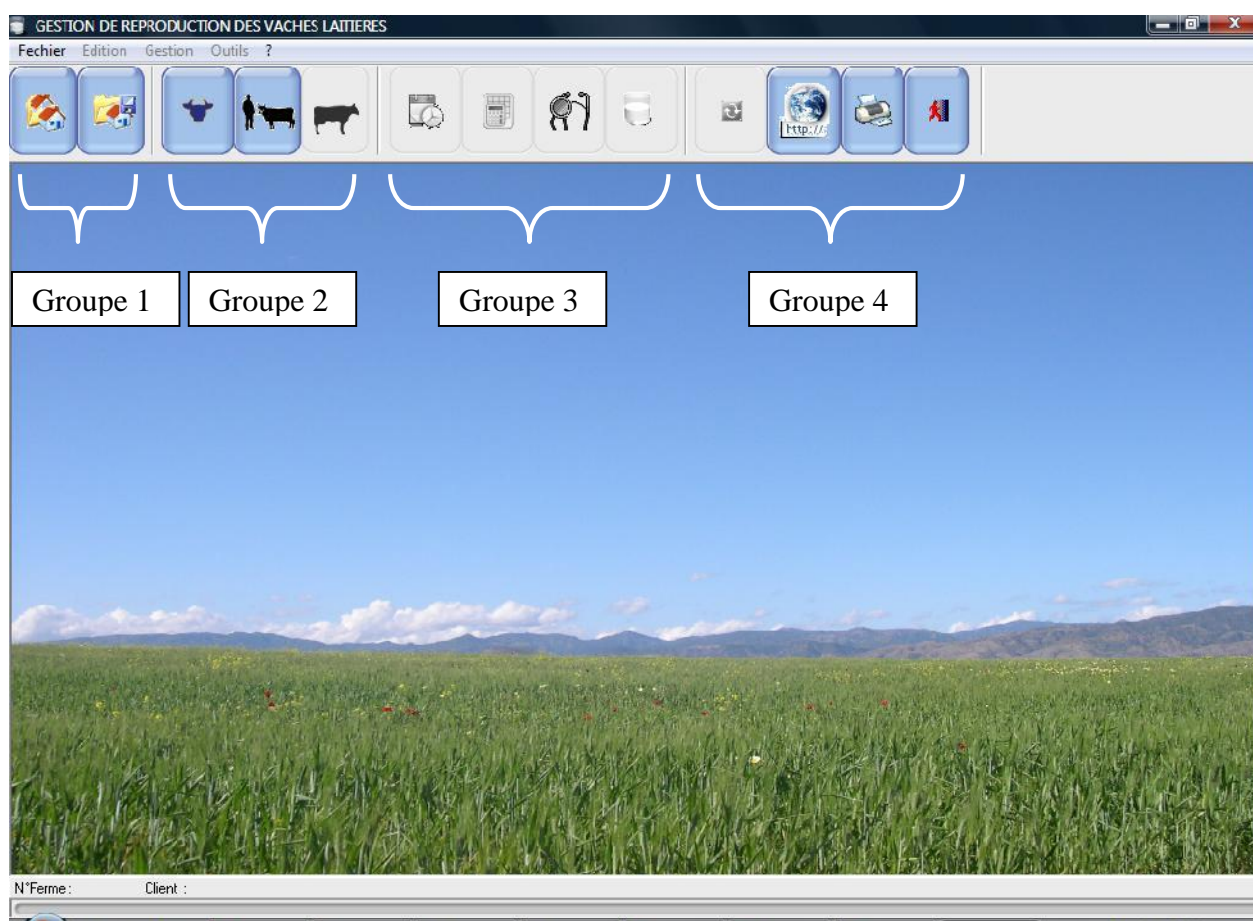 GESTION DE REPRODUCTION DES VACHES LAITIERES
Fechier Edition Gestion Outils ?
http://
Groupe 1 Groupe 2 Groupe 3 Groupe 4
N°Ferme : Client :